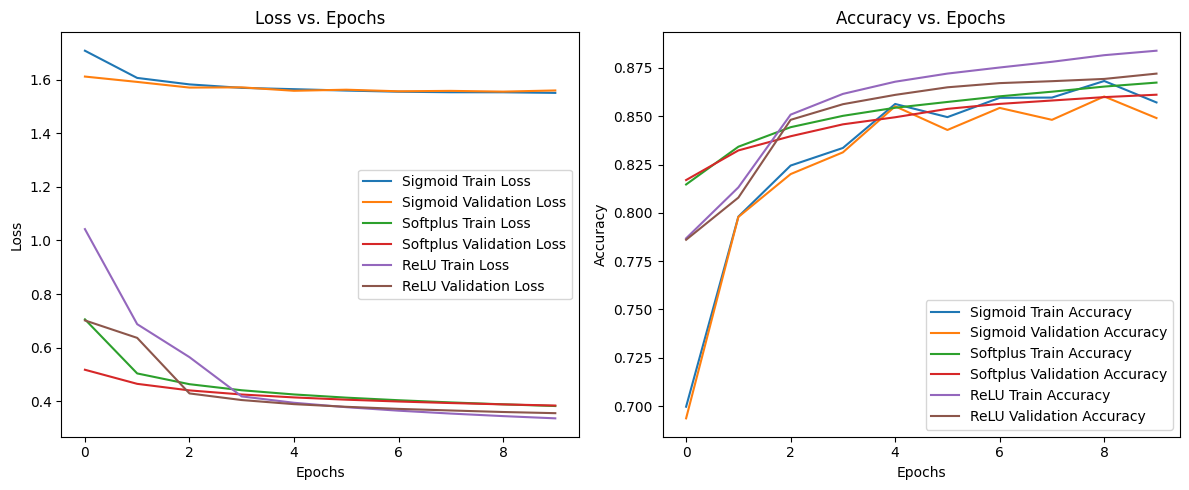 Loss vs. Epochs
Loss
1.6
1.4
1.2
1.0
0.8
0.6
0.4
0
2
4
6
8
Epochs
Sigmoid Train Loss
Sigmoid Validation Loss
Softplus Train Loss
Softplus Validation Loss
ReLU Train Loss
ReLU Validation Loss
Accuracy vs. Epochs
Accuracy
0.875
0.850
0.825
0.800
0.775
0.750
0.725
0.700
0
2
4
6
8
Epochs
Sigmoid Train Accuracy
Sigmoid Validation Accuracy
Softplus Train Accuracy
Softplus Validation Accuracy
ReLU Train Accuracy
ReLU Validation Accuracy